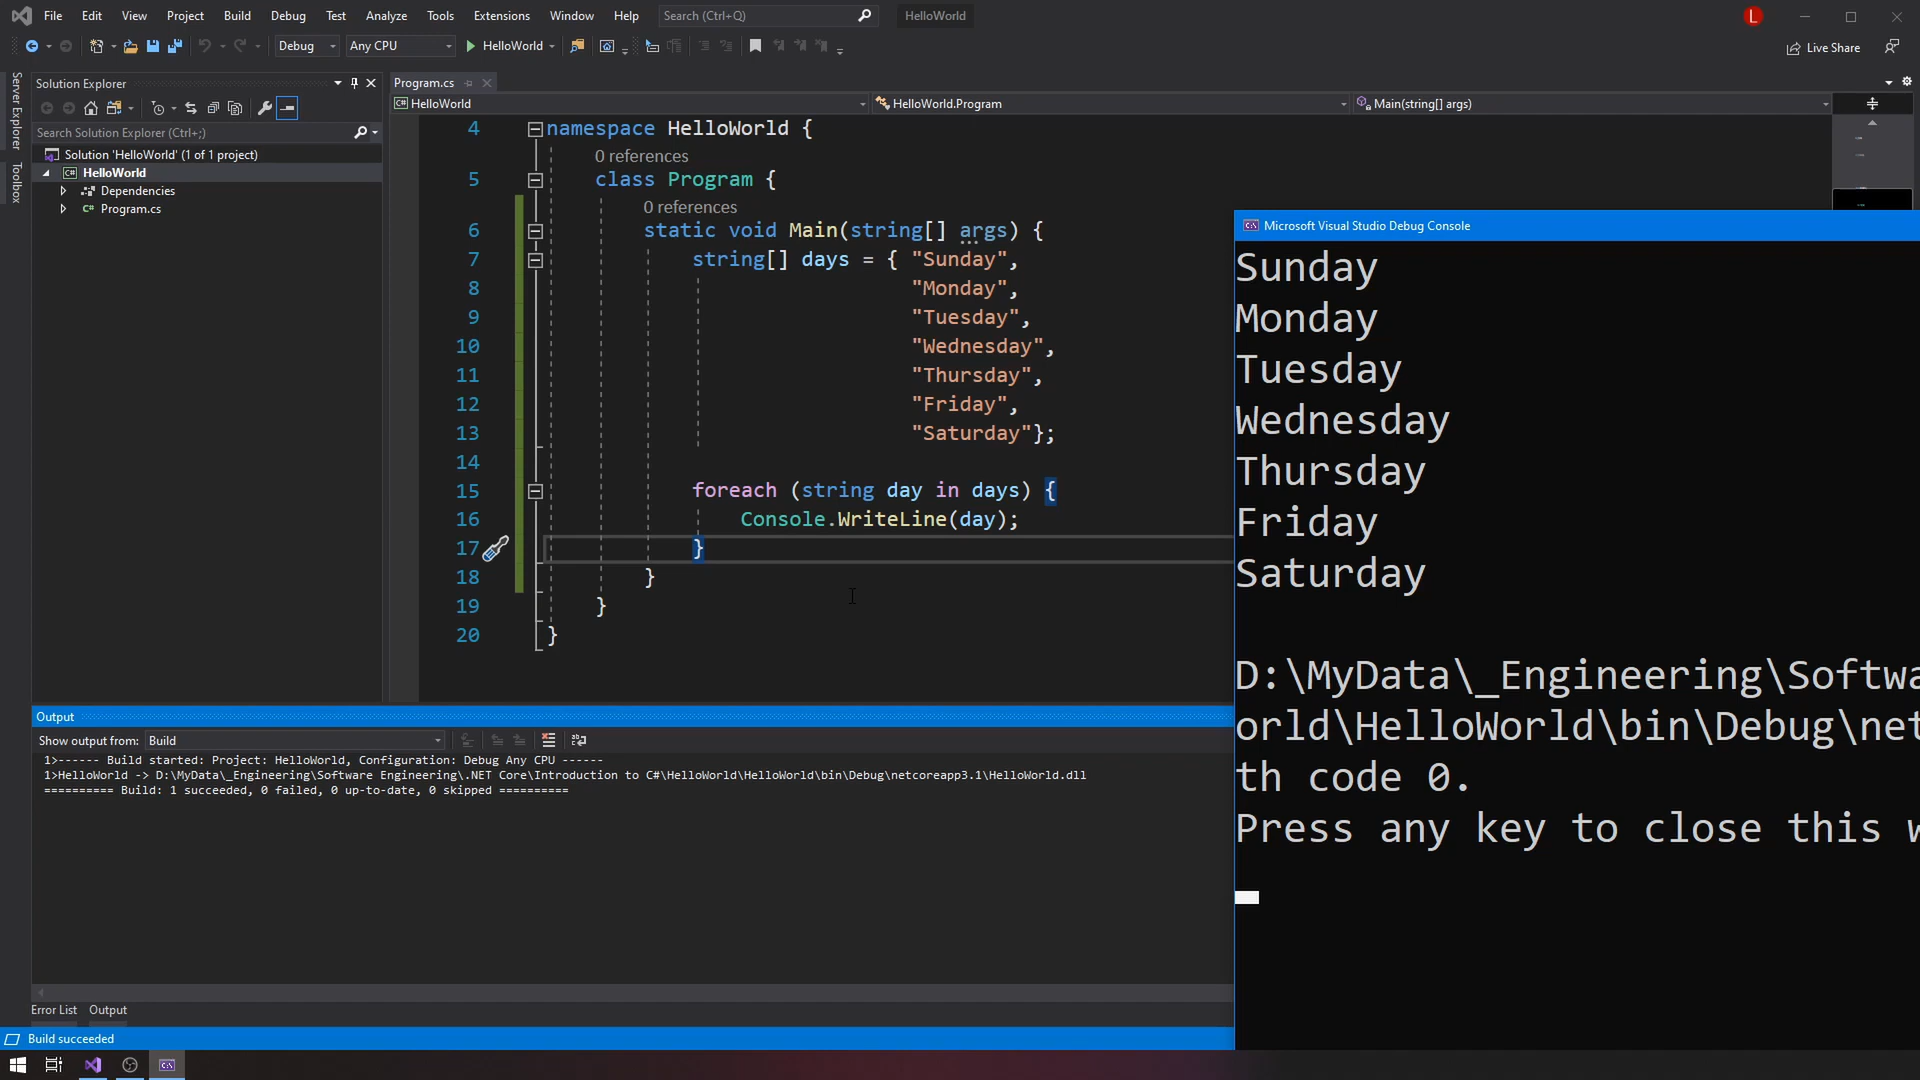 File Edit View Project Build Debug Test Analyze Tools Extensions Window Help Search (Ctrl+Q) HelloWorld L
Debug Any CPU HelloWorld Live Share
Server Explorer
Toolbox
Solution Explorer
Search Solution Explorer (Ctrl+;)
Solution 'HelloWorld' (1 of 1 project)
C# HelloWorld
Dependencies
C# Program.cs
Program.cs
C# HelloWorld HelloWorld.Program Main(string[] args)
4 namespace HelloWorld {
0 references
5 class Program {
0 references
6 static void Main(string[] args) {
7 string[] days = { "Sunday",
8 "Monday",
9 "Tuesday",
10 "Wednesday",
11 "Thursday",
12 "Friday",
13 "Saturday"};
14
15 foreach (string day in days) {
16 Console.WriteLine(day);
17 }
18 }
19 }
20 }
Microsoft Visual Studio Debug Console
Sunday
Monday
Tuesday
Wednesday
Thursday
Friday
Saturday
D:\MyData\_Engineering\Softwa
orld\HelloWorld\bin\Debug\net
th code 0.
Press any key to close this w
Output
Show output from: Build
1>------ Build started: Project: HelloWorld, Configuration: Debug Any CPU ------
1>HelloWorld -> D:\MyData\_Engineering\Software Engineering\.NET Core\Introduction to C#\HelloWorld\HelloWorld\bin\Debug\netcoreapp3.1\HelloWorld.dll
========== Build: 1 succeeded, 0 failed, 0 up-to-date, 0 skipped ==========
Error List Output
Build succeeded